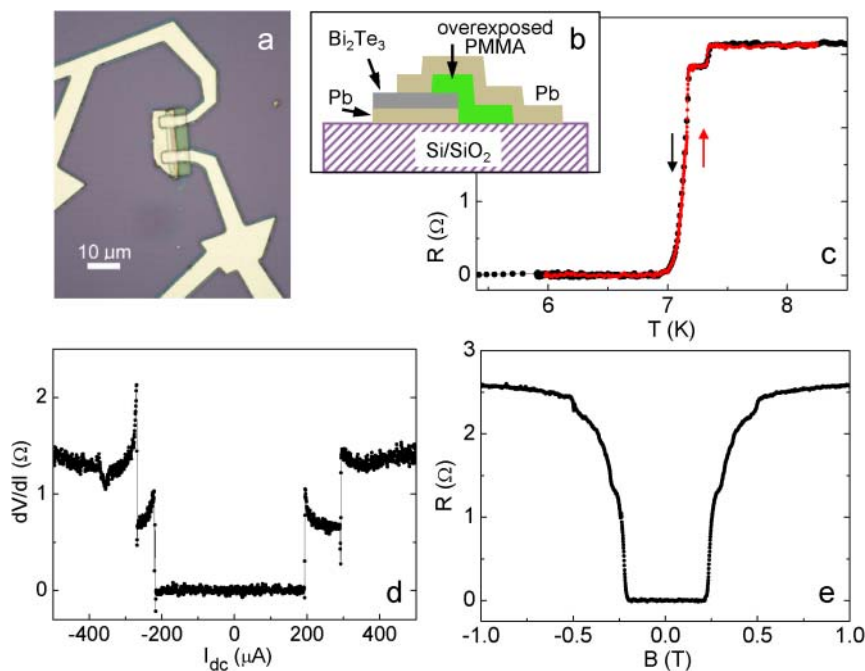 a
10 μm
b
overexposed
PMMA
Bi₂Te₃
Pb
Pb
Si/SiO₂
R (Ω)
1
0
6
7
8
T (K)
c
dV/dI (Ω)
2
1
0
-400
-200
0
200
400
I_dc (μA)
d
R (Ω)
3
2
1
0
-1.0
-0.5
0.0
0.5
1.0
B (T)
e